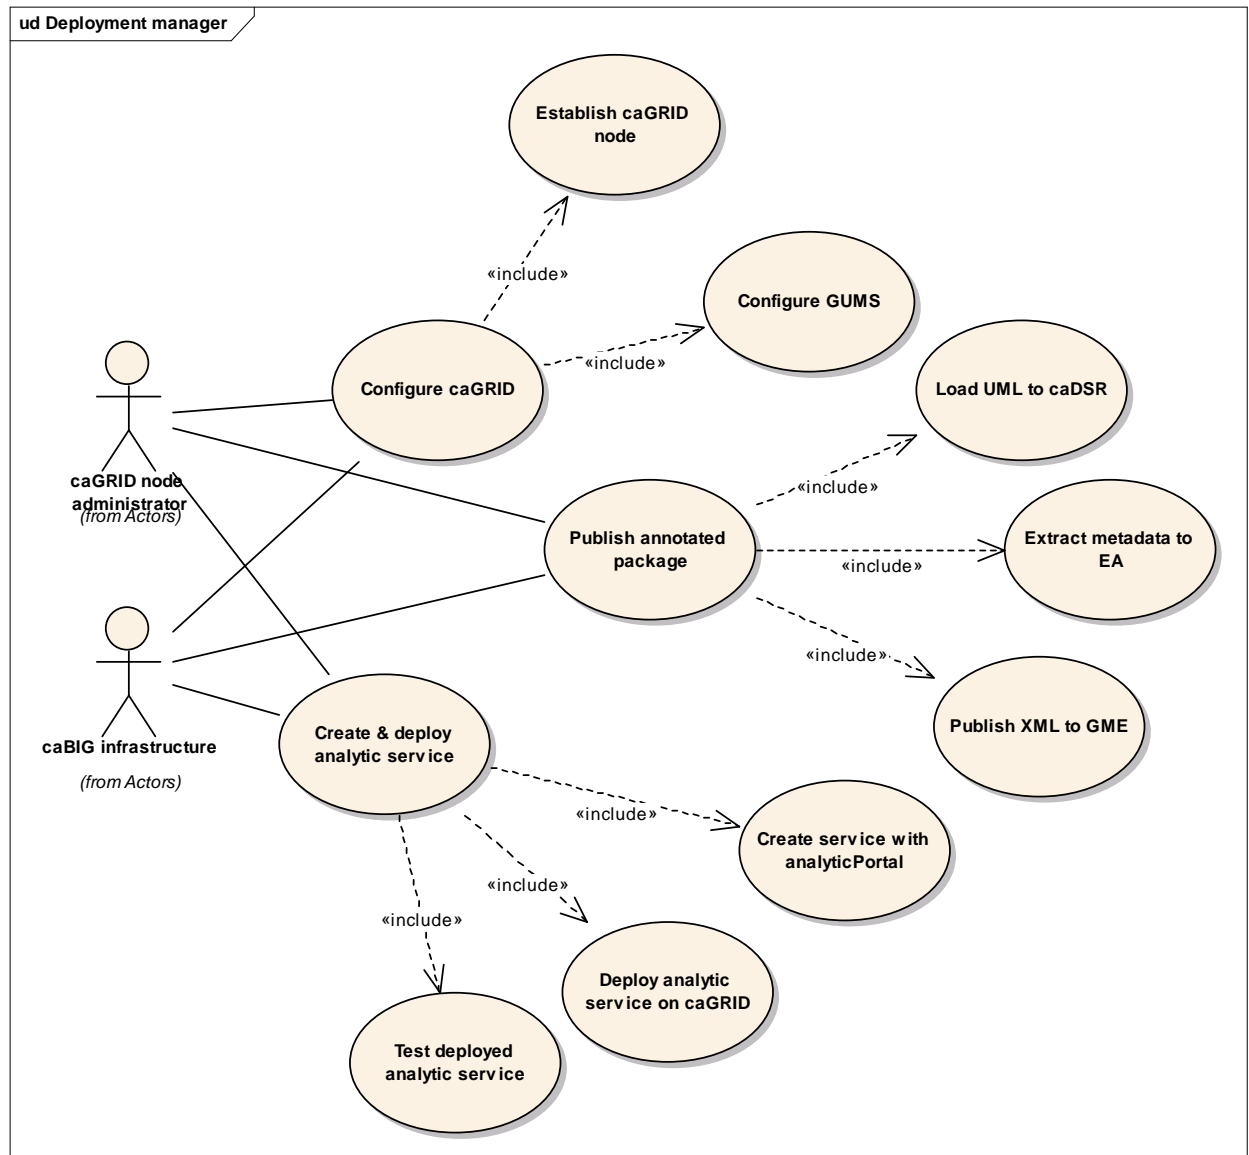 ud Deployment manager
Establish caGRID
node
«include»
Configure GUMS
«include»
Configure caGRID
Load UML to caDSR
caGRID node
administrator
(from Actors)
«include»
Publish annotated
package
Extract metadata to
EA
«include»
«include»
caBIG infrastructure
(from Actors)
Create & deploy
analytic service
Publish XML to GME
«include»
Create service with
analyticPortal
«include»
«include»
Deploy analytic
service on caGRID
Test deployed
analytic service